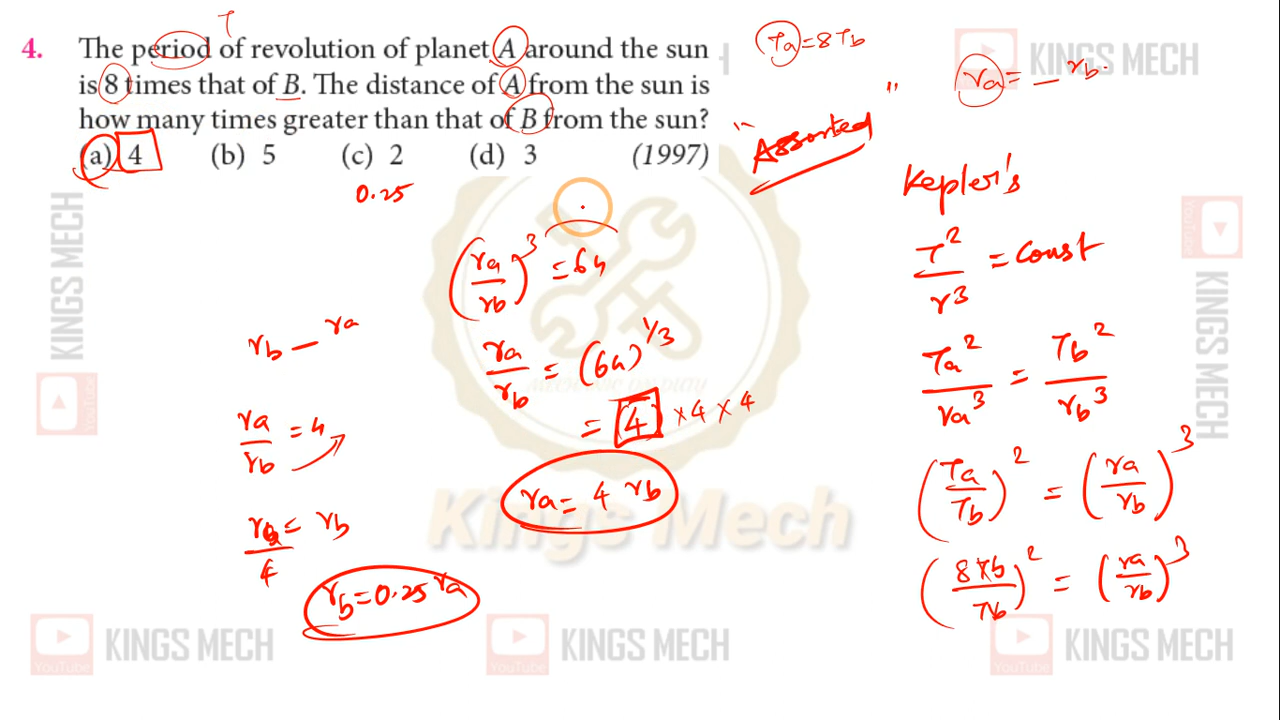 T
4. The period of revolution of planet A around the sun
is 8 times that of B. The distance of A from the sun is
how many times greater than that of B from the sun?
(a) 4 (b) 5 (c) 2 (d) 3 (1997)
0.25
Ta = 8Tb
ra = _ rb.
"Assorted"
Kepler's
T² / r³ = const
Ta² / ra³ = Tb² / rb³
(Ta / Tb)² = (ra / rb)³
(8Tb / Tb)² = (ra / rb)³
(ra / rb)³ = 64
ra / rb = (64)^1/3
= 4 × 4 × 4
ra = 4 rb
rb _ ra
ra / rb = 4
ra / 4 = rb
rb = 0.25 ra
KINGS MECH
KINGS MECH
YouTube
KINGS MECH
YouTube
Kings Mech
YouTube
KINGS MECH
YouTube
KINGS MECH
YouTube
KINGS MECH